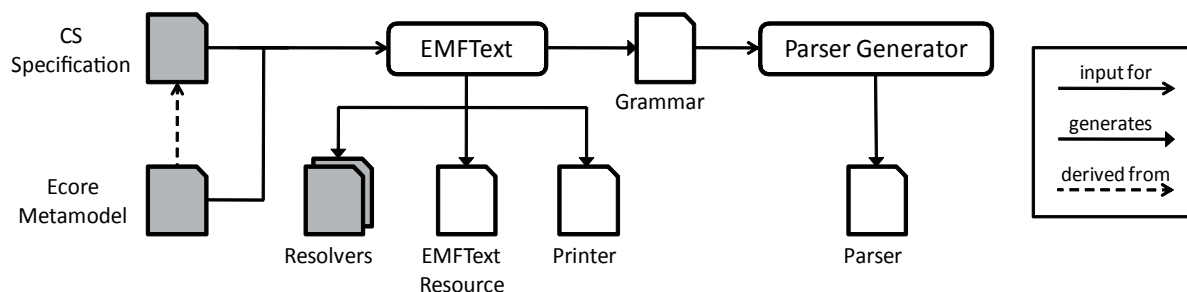 CS
Specification
EMFText
Grammar
Parser Generator
input for
generates
derived from
Ecore
Metamodel
Resolvers
EMFText
Resource
Printer
Parser